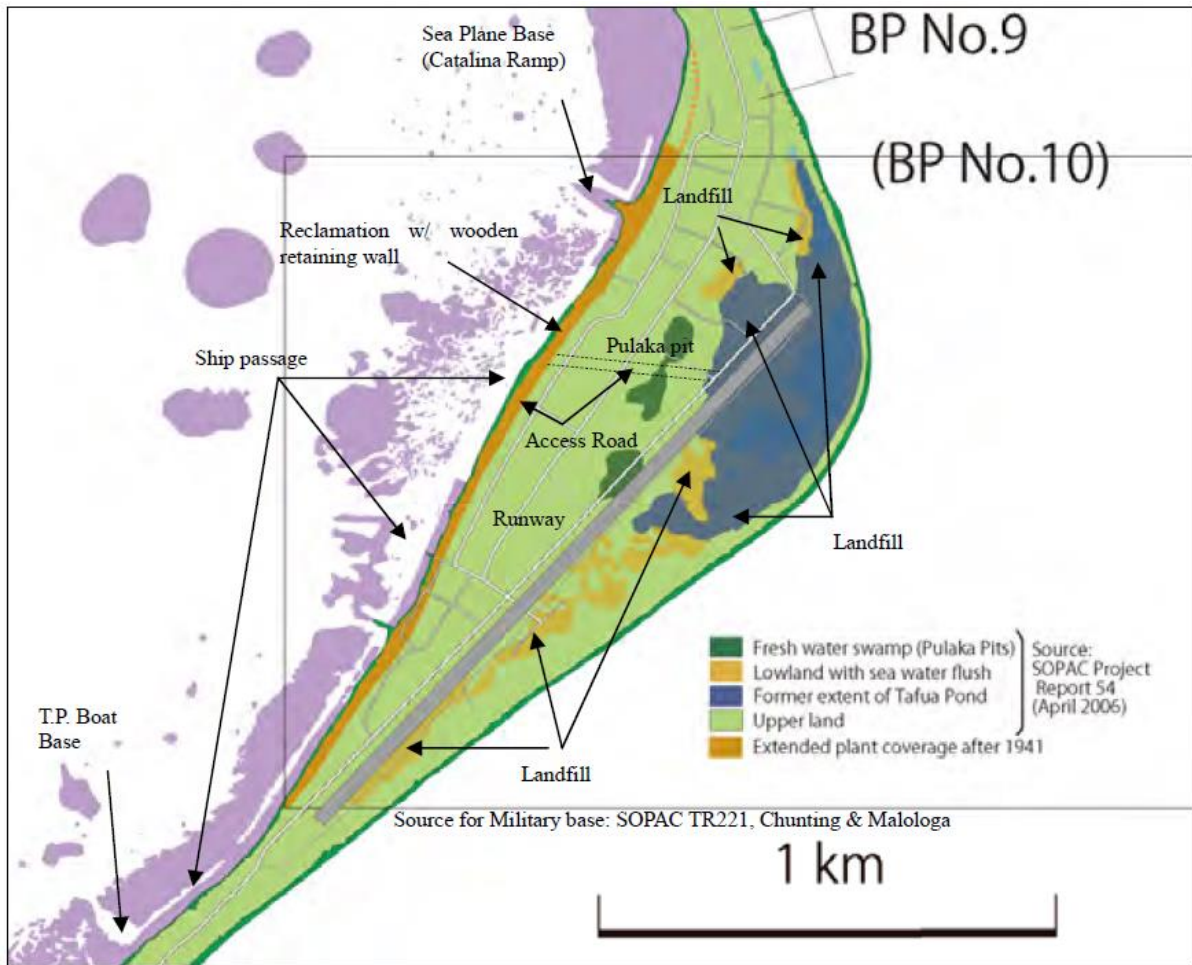 Sea Plane Base
(Catalina Ramp)
BP No.9
(BP No.10)
Landfill
Reclamation w/ wooden
retaining wall
Ship passage
Pulaka pit
Access Road
Runway
Landfill
Fresh water swamp (Pulaka Pits)
Lowland with sea water flush
Former extent of Tafua Pond
Upper land
Extended plant coverage after 1941
Source:
SOPAC Project
Report 54
(April 2006)
T.P. Boat
Base
Landfill
Source for Military base: SOPAC TR221, Chunting & Malologa
1 km